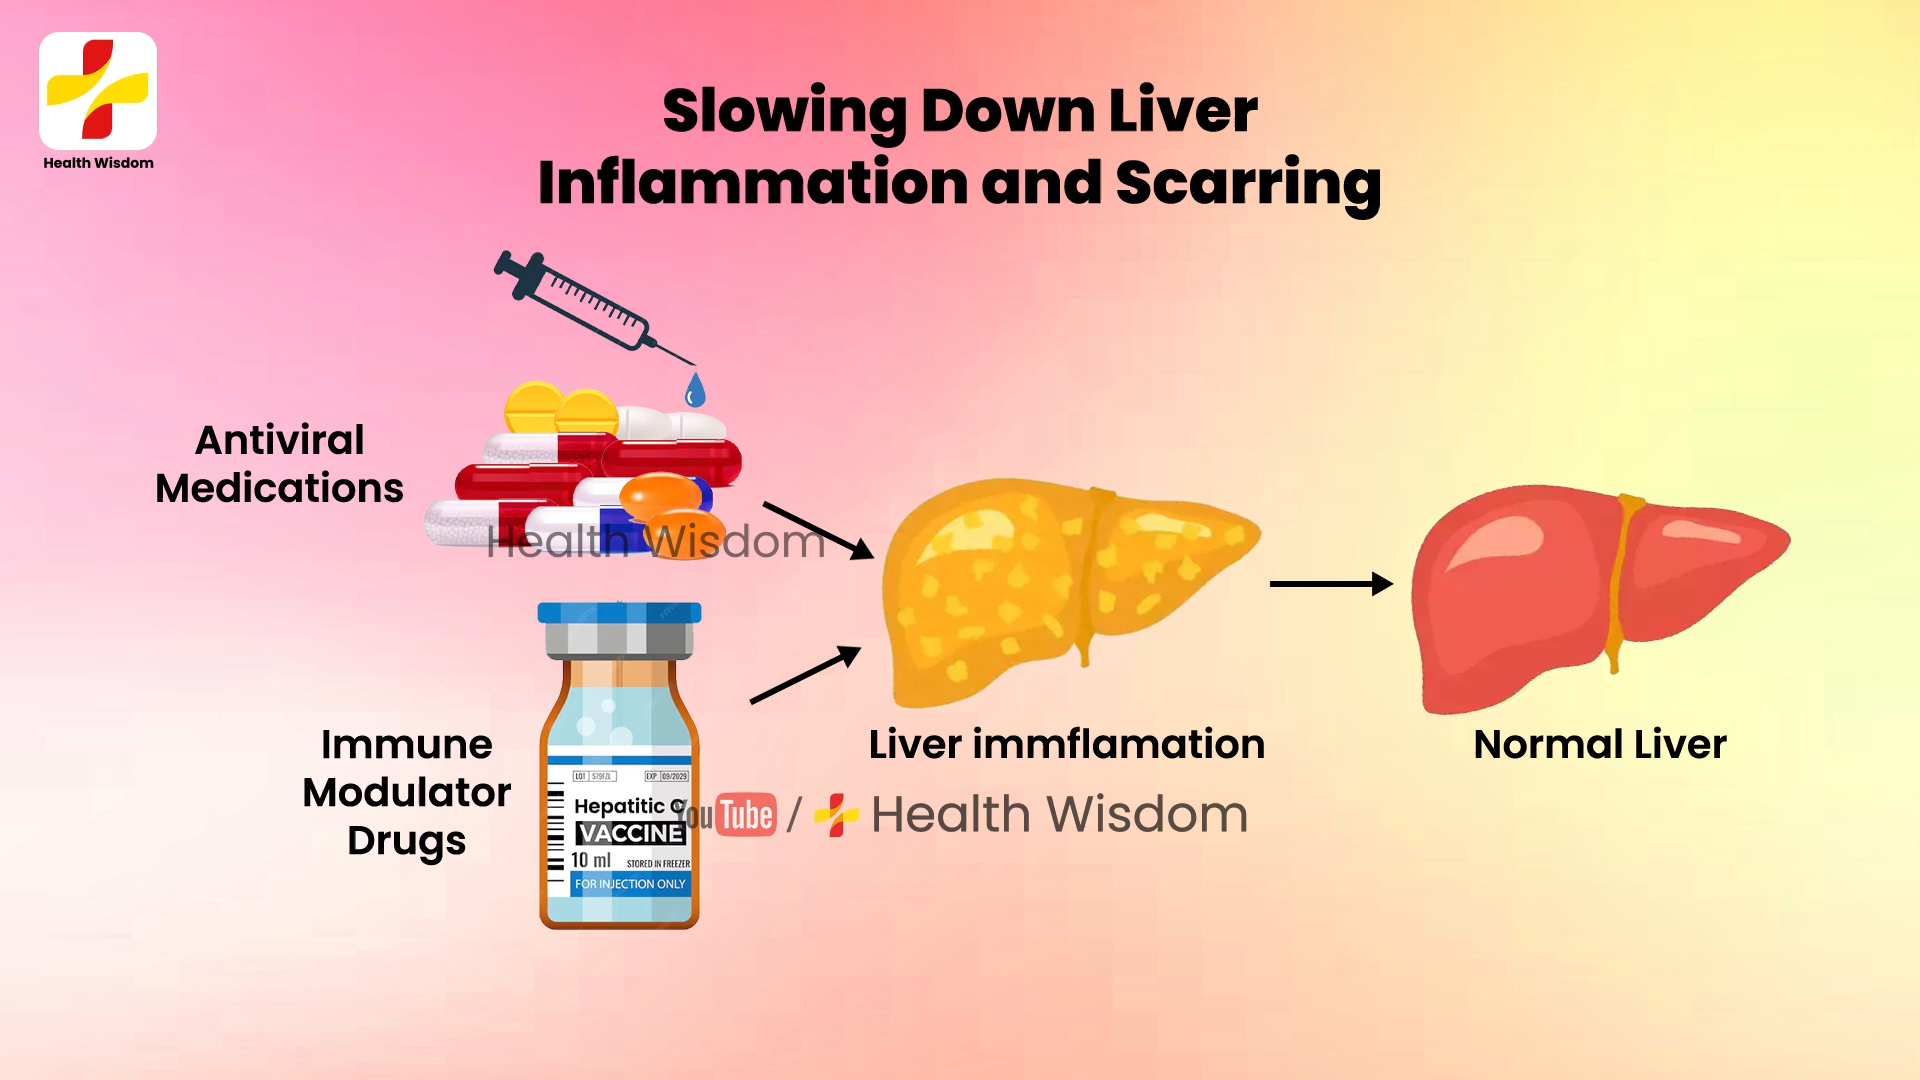 Health Wisdom
Slowing Down Liver
Inflammation and Scarring
Antiviral
Medications
Health Wisdom
Immune
Modulator
Drugs
LOT 579FZL EXP 09/2029
Hepatitic C
VACCINE
10 ml STORED IN FREEZER
FOR INJECTION ONLY
Liver immflamation
Normal Liver
YouTube / Health Wisdom